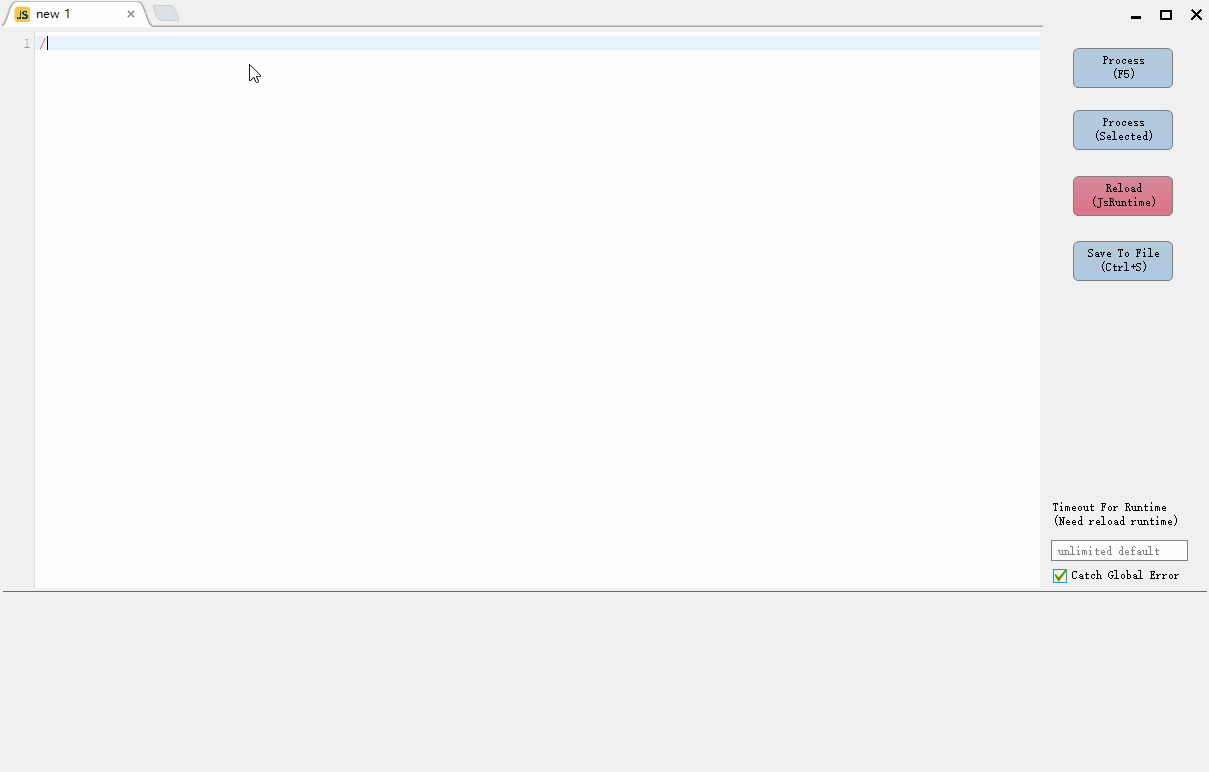 JS new 1
1 /
Process
(F5)
Process
(Selected)
Reload
(JsRuntime)
Save To File
(Ctrl+S)
Timeout For Runtime
(Need reload runtime)
unlimited default
Catch Global Error